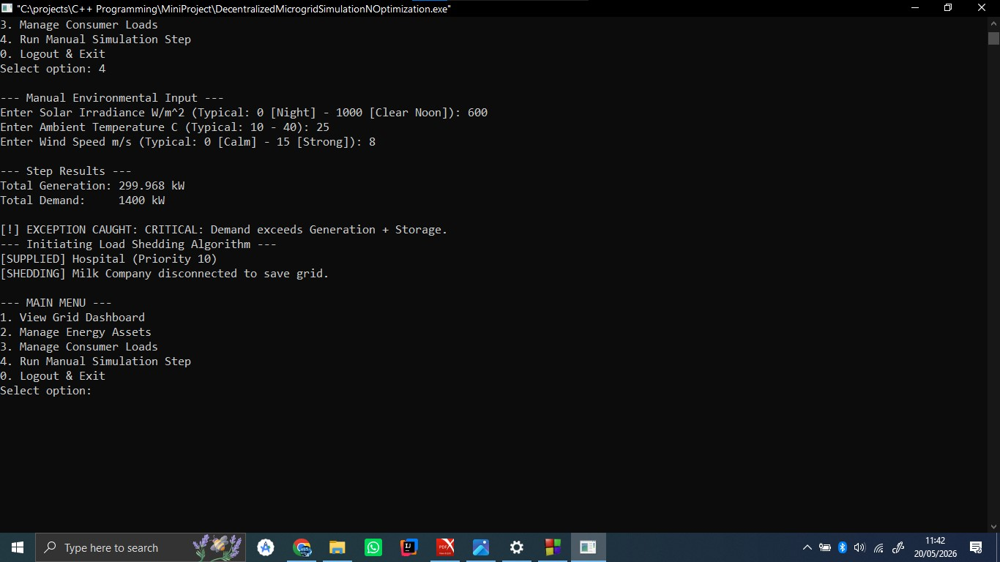 "C:\projects\C++ Programming\MiniProject\DecentralizedMicrogridSimulationNOptimization.exe"
3. Manage Consumer Loads
4. Run Manual Simulation Step
0. Logout & Exit
Select option: 4
--- Manual Environmental Input ---
Enter Solar Irradiance W/m^2 (Typical: 0 [Night] - 1000 [Clear Noon]): 600
Enter Ambient Temperature C (Typical: 10 - 40): 25
Enter Wind Speed m/s (Typical: 0 [Calm] - 15 [Strong]): 8
--- Step Results ---
Total Generation: 299.968 kW
Total Demand:     1400 kW
[!] EXCEPTION CAUGHT: CRITICAL: Demand exceeds Generation + Storage.
--- Initiating Load Shedding Algorithm ---
[SUPPLIED] Hospital (Priority 10)
[SHEDDING] Milk Company disconnected to save grid.
--- MAIN MENU ---
1. View Grid Dashboard
2. Manage Energy Assets
3. Manage Consumer Loads
4. Run Manual Simulation Step
0. Logout & Exit
Select option:
Type here to search
11:42
20/05/2026